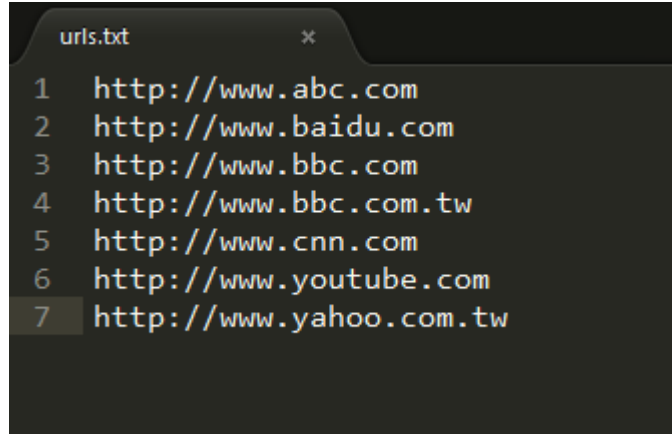 urls.txt ×
1 http://www.abc.com
2 http://www.baidu.com
3 http://www.bbc.com
4 http://www.bbc.com.tw
5 http://www.cnn.com
6 http://www.youtube.com
7 http://www.yahoo.com.tw